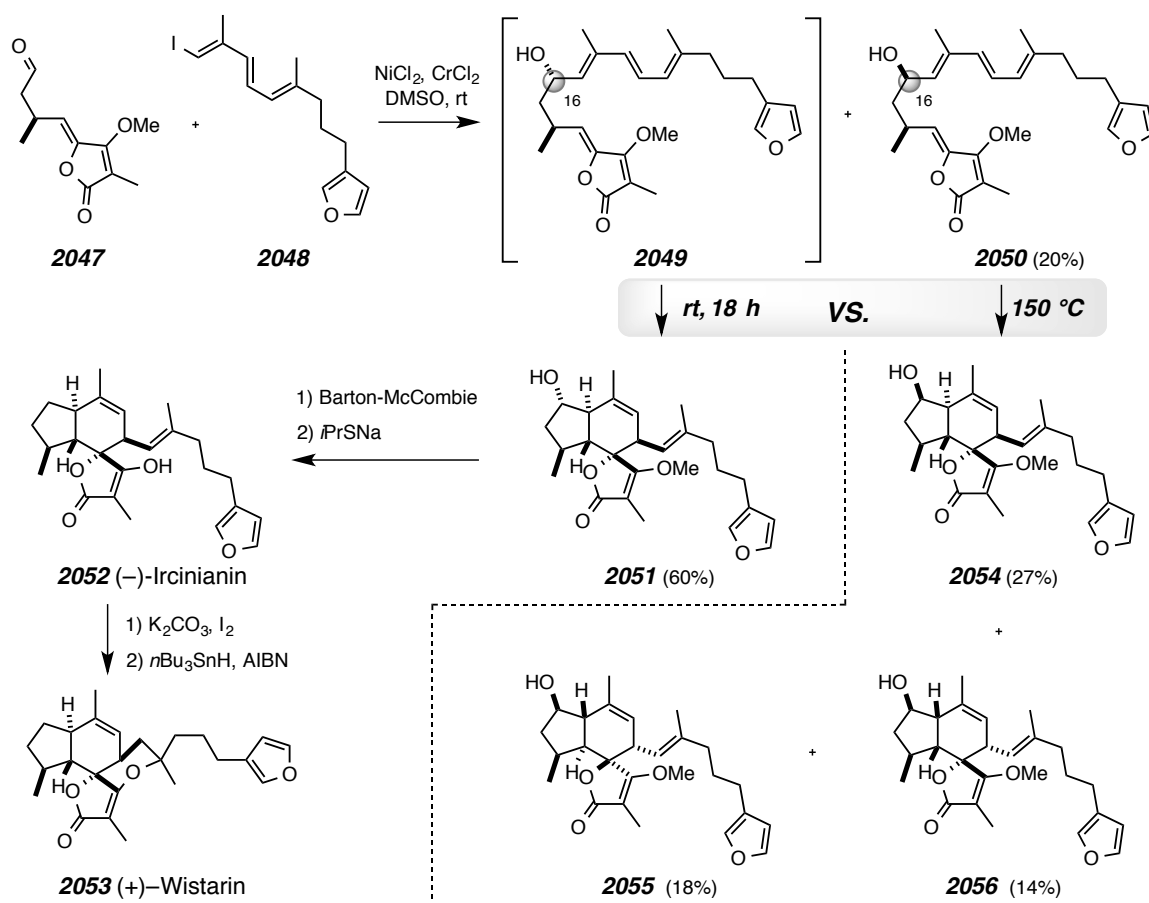 I
O
OMe
O
O
+
O
NiCl2, CrCl2
DMSO, rt
HO
16
OMe
O
O
O
+
HO
16
OMe
O
O
O
2047
2048
2049
2050 (20%)
rt, 18 h
VS.
150 °C
H
HO
OH
O
O
2052 (–)-Ircinianin
1) Barton-McCombie
2) iPrSNa
HO
H
HO
OMe
O
O
2051 (60%)
HO
H
HO
OMe
O
O
2054 (27%)
1) K2CO3, I2
2) nBu3SnH, AIBN
+
H
O
O
HO
O
O
2053 (+)–Wistarin
HO
H
HO
OMe
O
O
2055 (18%)
+
HO
H
HO
OMe
O
O
2056 (14%)